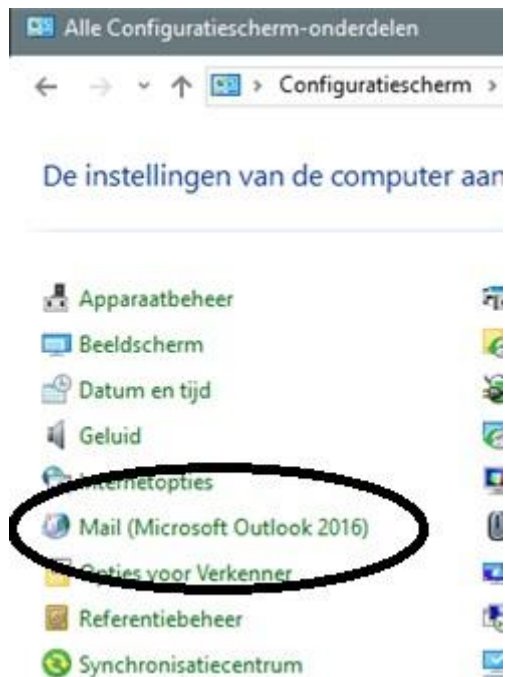 Alle Configuratiescherm-onderdelen
Configuratiescherm
De instellingen van de computer aan
Apparaatbeheer
Beeldscherm
Datum en tijd
Geluid
Internetopties
Mail (Microsoft Outlook 2016)
Opties voor Verkenner
Referentiebeheer
Synchronisatiecentrum